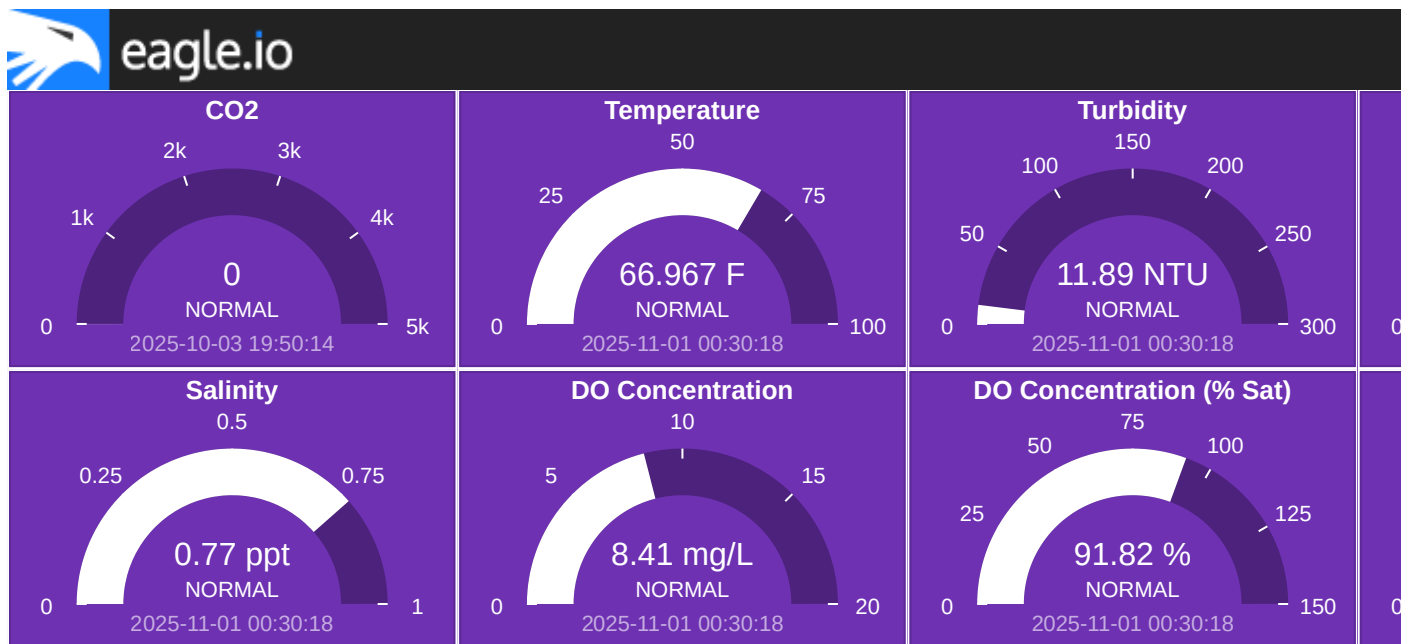 eagle.io
CO2
2k 3k
1k 4k
0
NORMAL
0 5k
2025-10-03 19:50:14
Temperature
50
25 75
66.967 F
NORMAL
0 100
2025-11-01 00:30:18
Turbidity
150
100 200
50 250
11.89 NTU
NORMAL
0 300
2025-11-01 00:30:18
0
Salinity
0.5
0.25 0.75
0.77 ppt
NORMAL
0 1
2025-11-01 00:30:18
DO Concentration
10
5 15
8.41 mg/L
NORMAL
0 20
2025-11-01 00:30:18
DO Concentration (% Sat)
75
50 100
25 125
91.82 %
NORMAL
0 150
2025-11-01 00:30:18
0